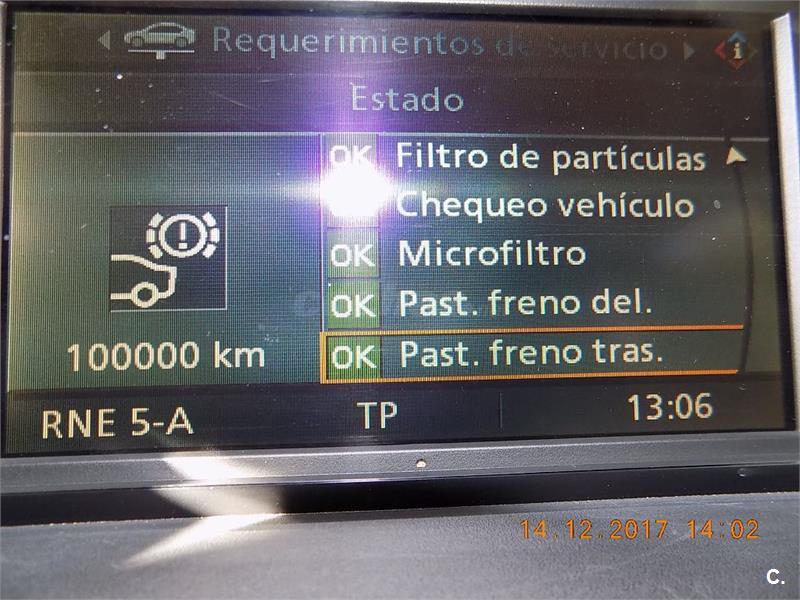 Requerimientos de servicio
Estado
OK Filtro de partículas
Chequeo vehículo
OK Microfiltro
OK Past. freno del.
100000 km
OK Past. freno tras.
RNE 5-A TP 13:06
14.12.2017 14:02
C.